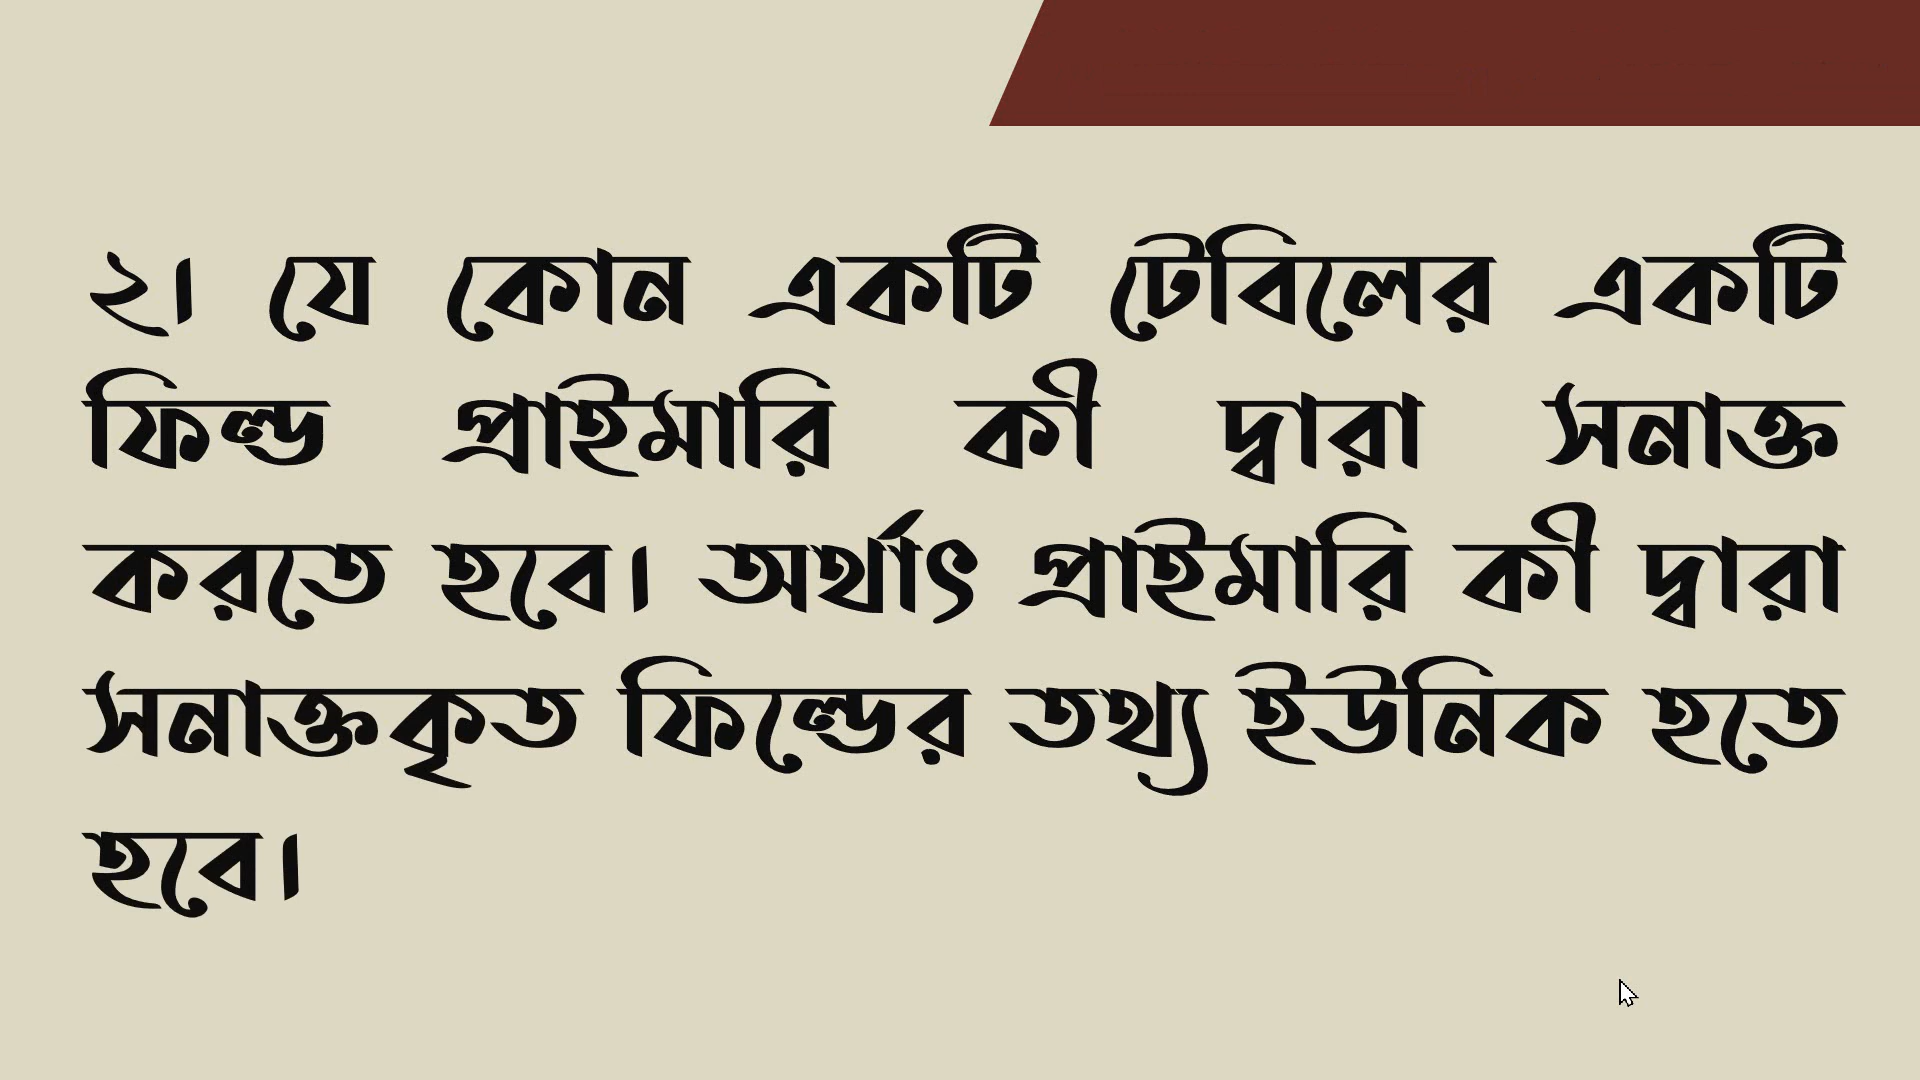 ২। যে কোন একটি টেবিলের একটি
ফিল্ড প্রাইমারি কী দ্বারা সনাক্ত
করতে হবে। অর্থাৎ প্রাইমারি কী দ্বারা
সনাক্তকৃত ফিল্ডের তথ্য ইউনিক হতে
হবে।